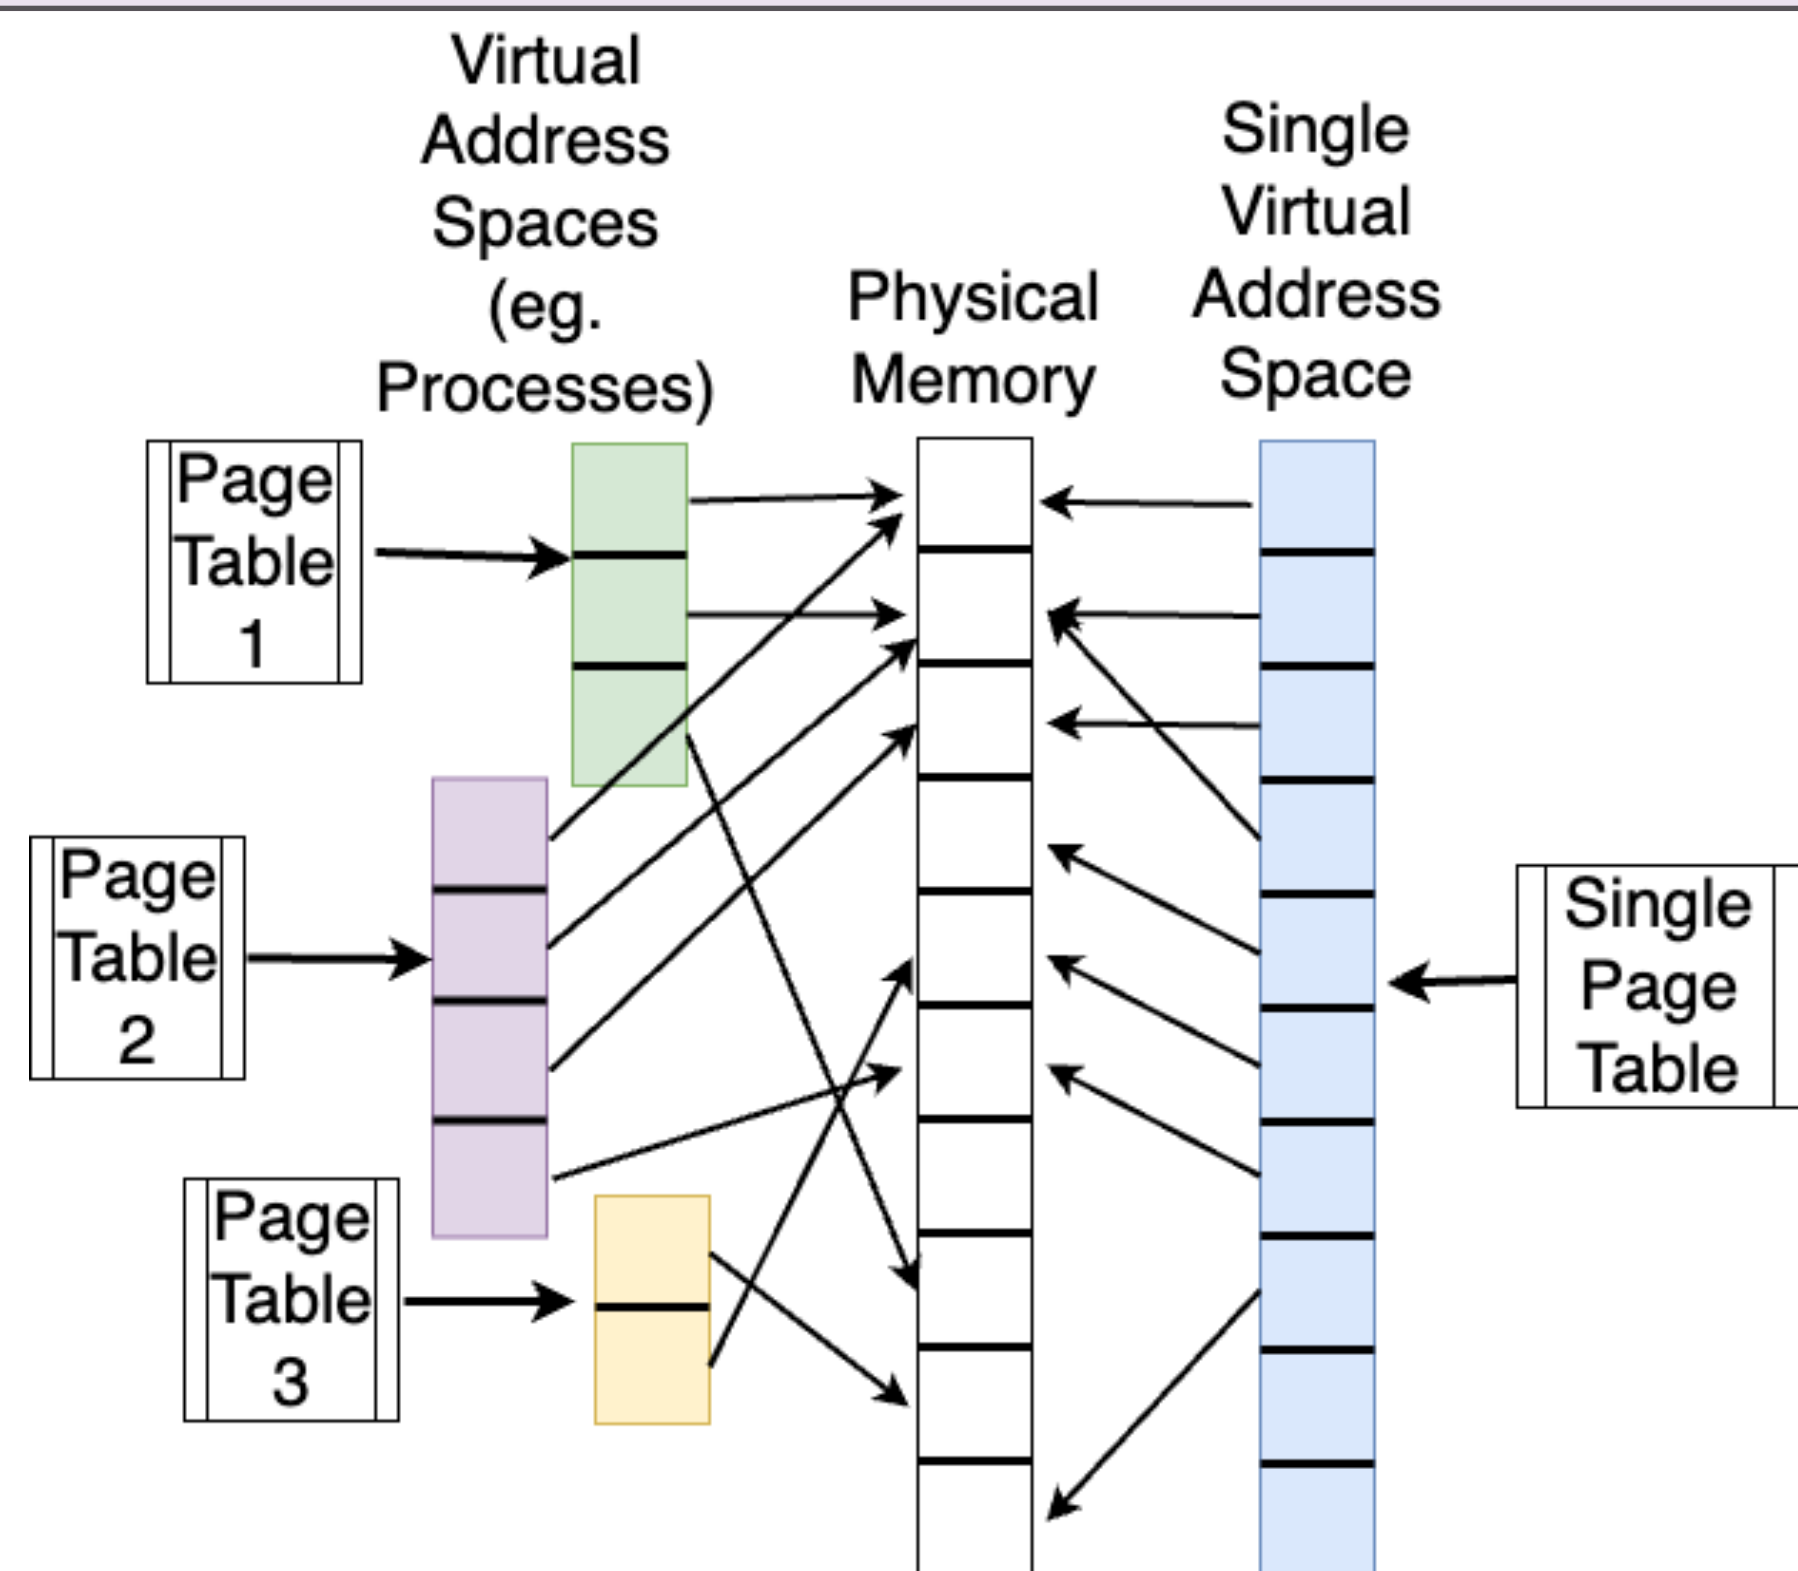 Virtual
Address
Spaces
(eg.
Processes)
Physical
Memory
Single
Virtual
Address
Space
Page
Table
1
Page
Table
2
Page
Table
3
Single
Page
Table